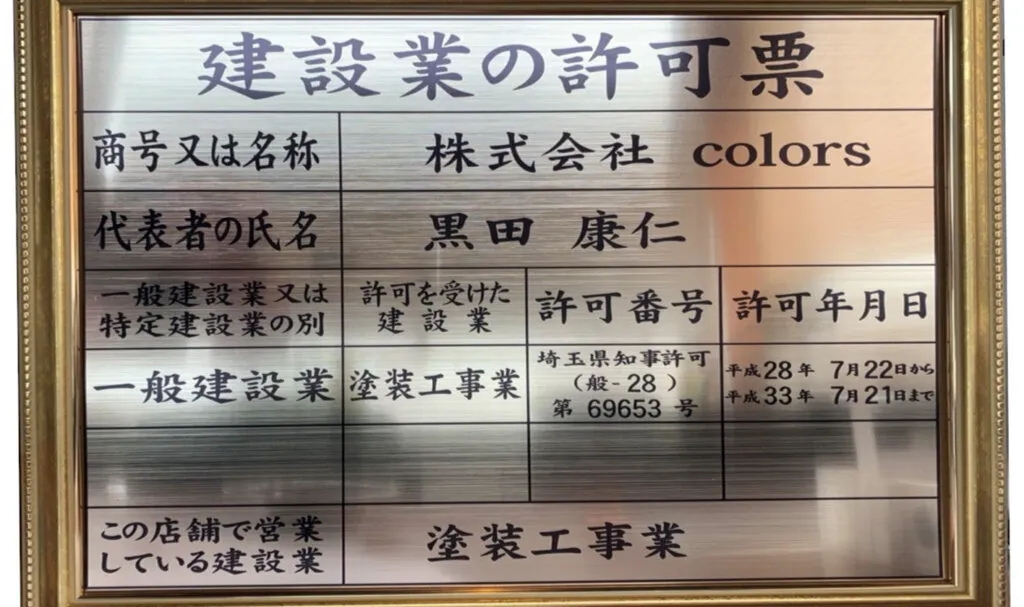 建設業の許可票
商号又は名称 株式会社 colors
代表者の氏名 黒田 康仁
一般建設業又は
特定建設業の別
許可を受けた
建設業
許可番号
許可年月日
一般建設業
塗装工事業
埼玉県知事許可
（般-28）
第 69653 号
平成28年 7月22日から
平成33年 7月21日まで
この店舗で営業
している建設業
塗装工事業